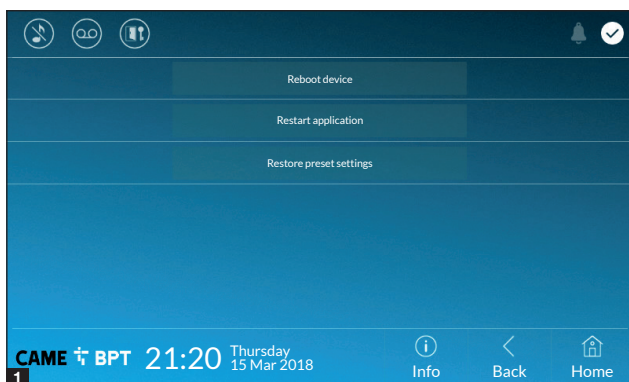 Reboot device
Restart application
Restore preset settings
CAME BPT 21:20 Thursday
15 Mar 2018
Info
Back
Home
1